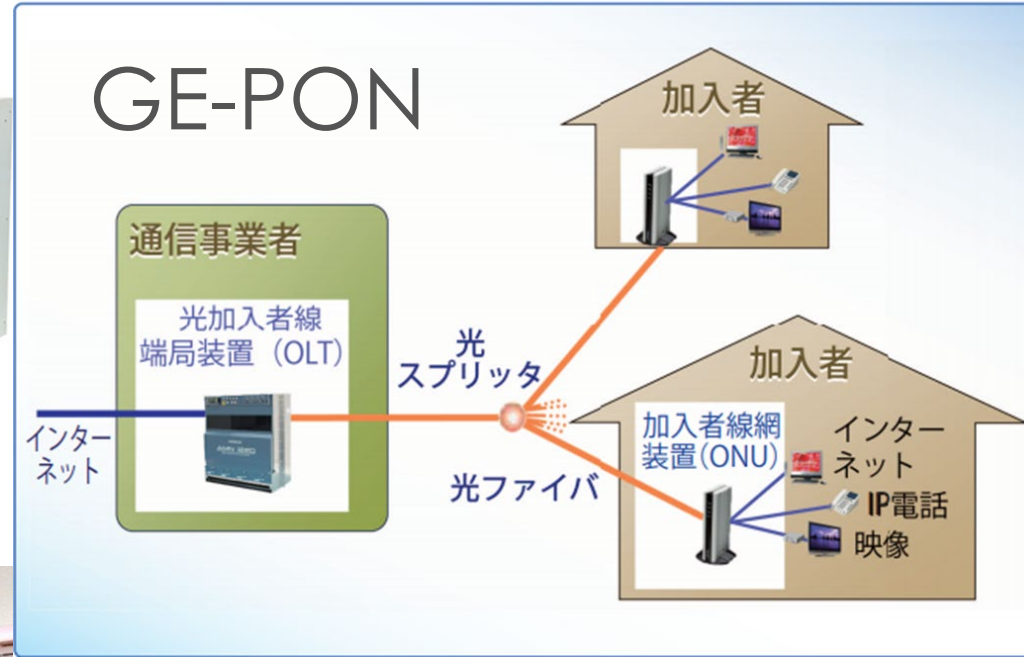 GE-PON
加入者
通信事業者
光加入者線
端局装置（OLT）
光
スプリッタ
インター
ネット
光ファイバ
加入者
加入者線網
装置(ONU)
インター
ネット
IP電話
映像